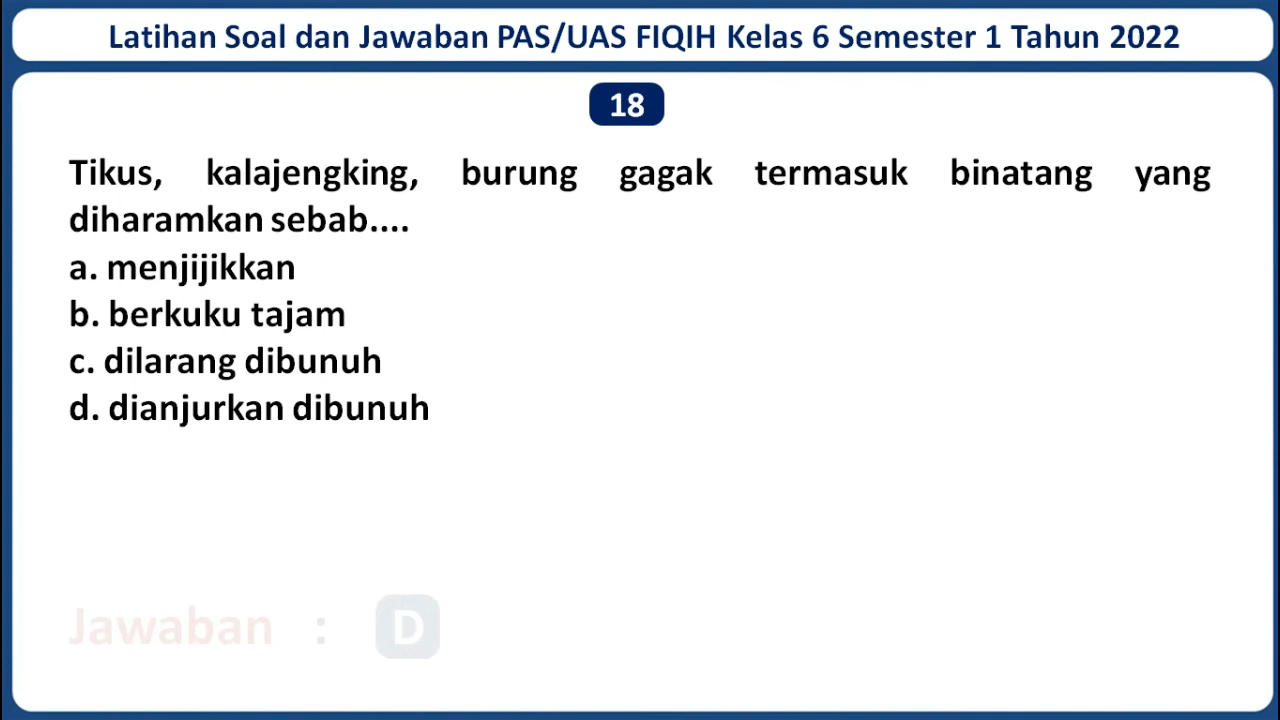 Latihan Soal dan Jawaban PAS/UAS FIQIH Kelas 6 Semester 1 Tahun 2022
18
Tikus, kalajengking, burung gagak termasuk binatang yang
diharamkan sebab....
a. menjijikkan
b. berkuku tajam
c. dilarang dibunuh
d. dianjurkan dibunuh
Jawaban : D